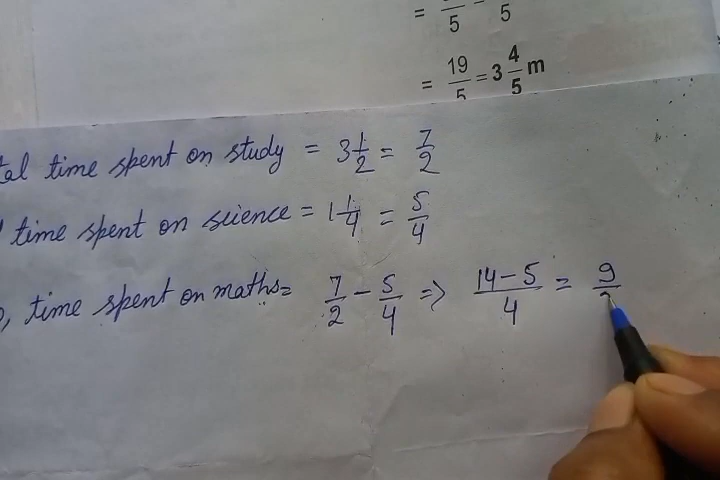 5 5
= 19/5 = 3 4/5 m
time spent on study = 3 1/2 = 7/2
time spent on science = 1 1/4 = 5/4
, time spent on maths = 7/2 - 5/4 ⇒ (14-5)/4 = 9